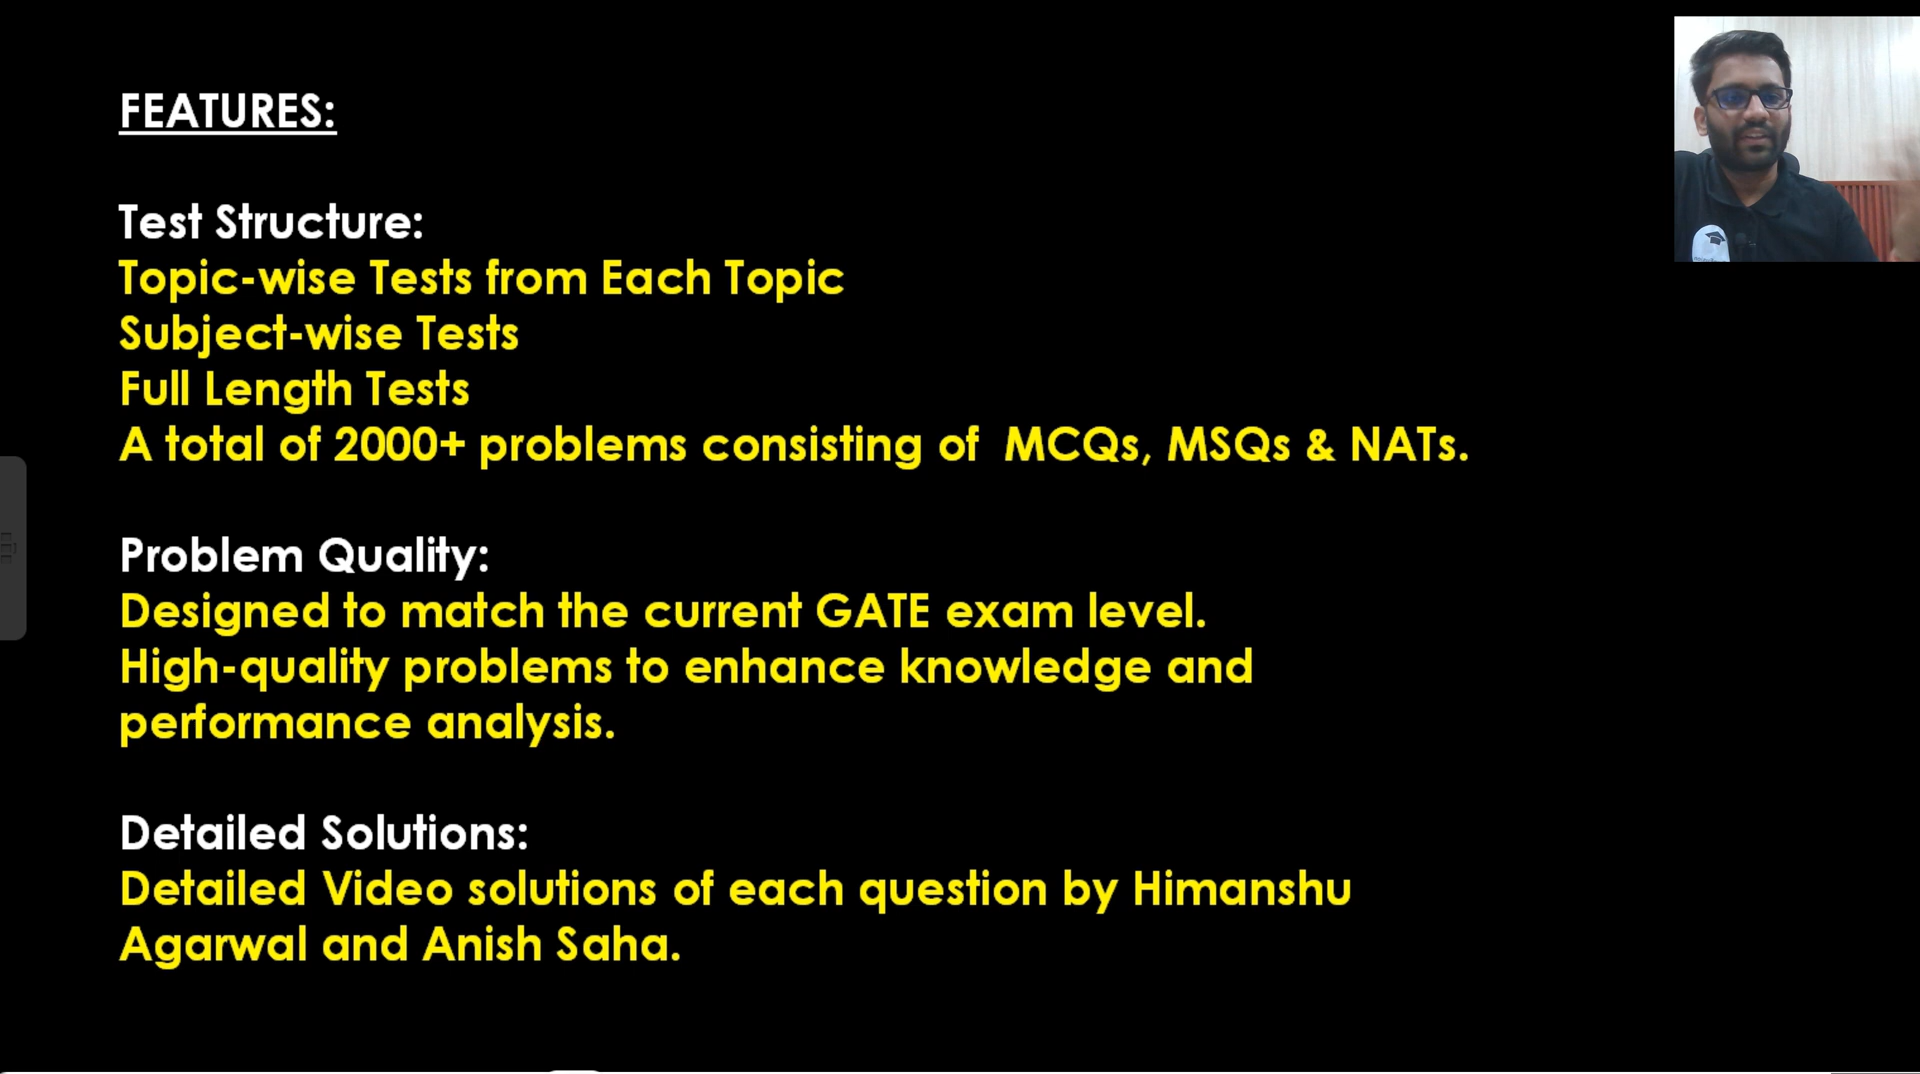 FEATURES:
Test Structure:
Topic-wise Tests from Each Topic
Subject-wise Tests
Full Length Tests
A total of 2000+ problems consisting of MCQs, MSQs & NATs.
Problem Quality:
Designed to match the current GATE exam level.
High-quality problems to enhance knowledge and
performance analysis.
Detailed Solutions:
Detailed Video solutions of each question by Himanshu
Agarwal and Anish Saha.